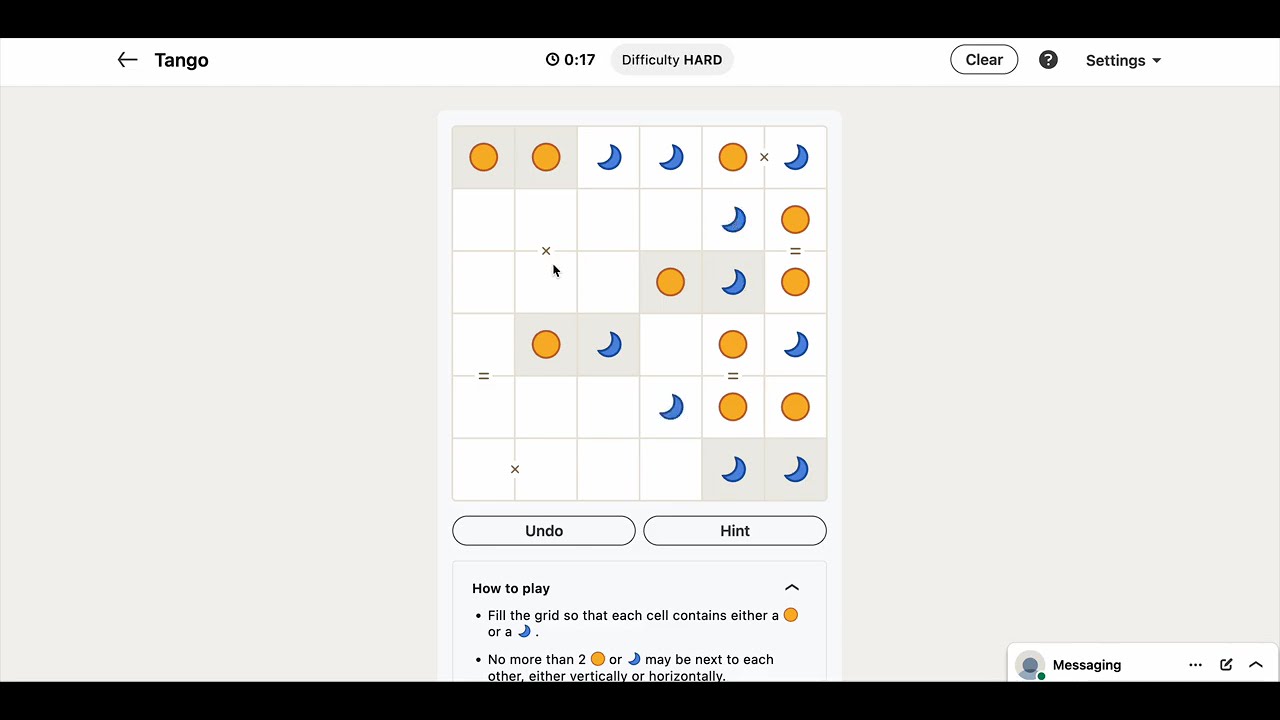 Tango
0:17
Difficulty HARD
Clear
?
Settings
×
×
=
=
=
×
Undo
Hint
How to play
• Fill the grid so that each cell contains either a
or a .
• No more than 2 or may be next to each
other, either vertically or horizontally.
Messaging